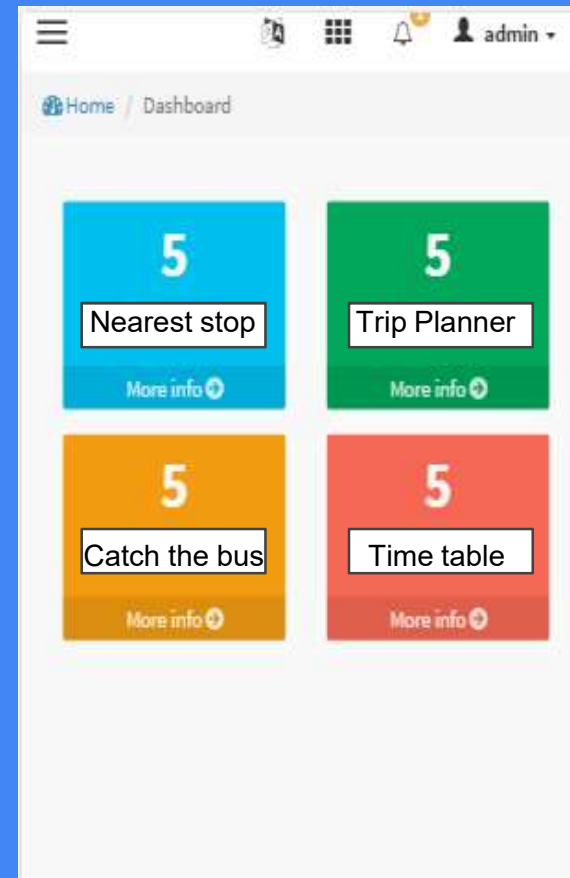 admin
Home / Dashboard
5
Nearest stop
More info
5
Trip Planner
More info
5
Catch the bus
More info
5
Time table
More info